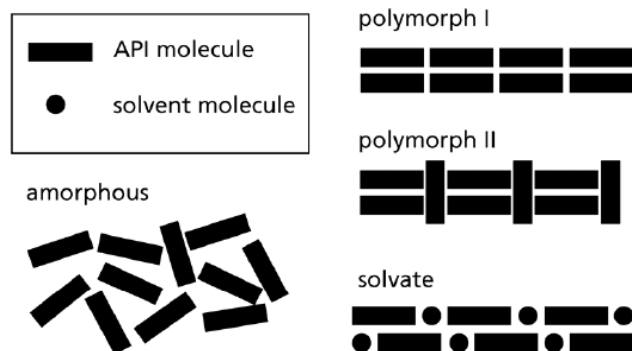 API molecule
solvent molecule
amorphous
polymorph I
polymorph II
solvate